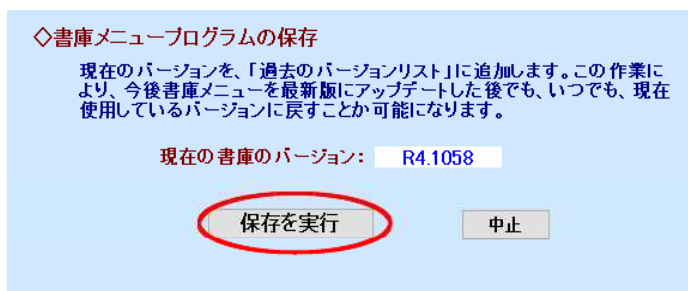 ◇書庫メニュープログラムの保存
現在のバージョンを、「過去のバージョンリスト」に追加します。この作業に
より、今後書庫メニューを最新版にアップデートした後でも、いつでも、現在
使用しているバージョンに戻すことか可能になります。
現在の書庫のバージョン： R4.1058
保存を実行 中止